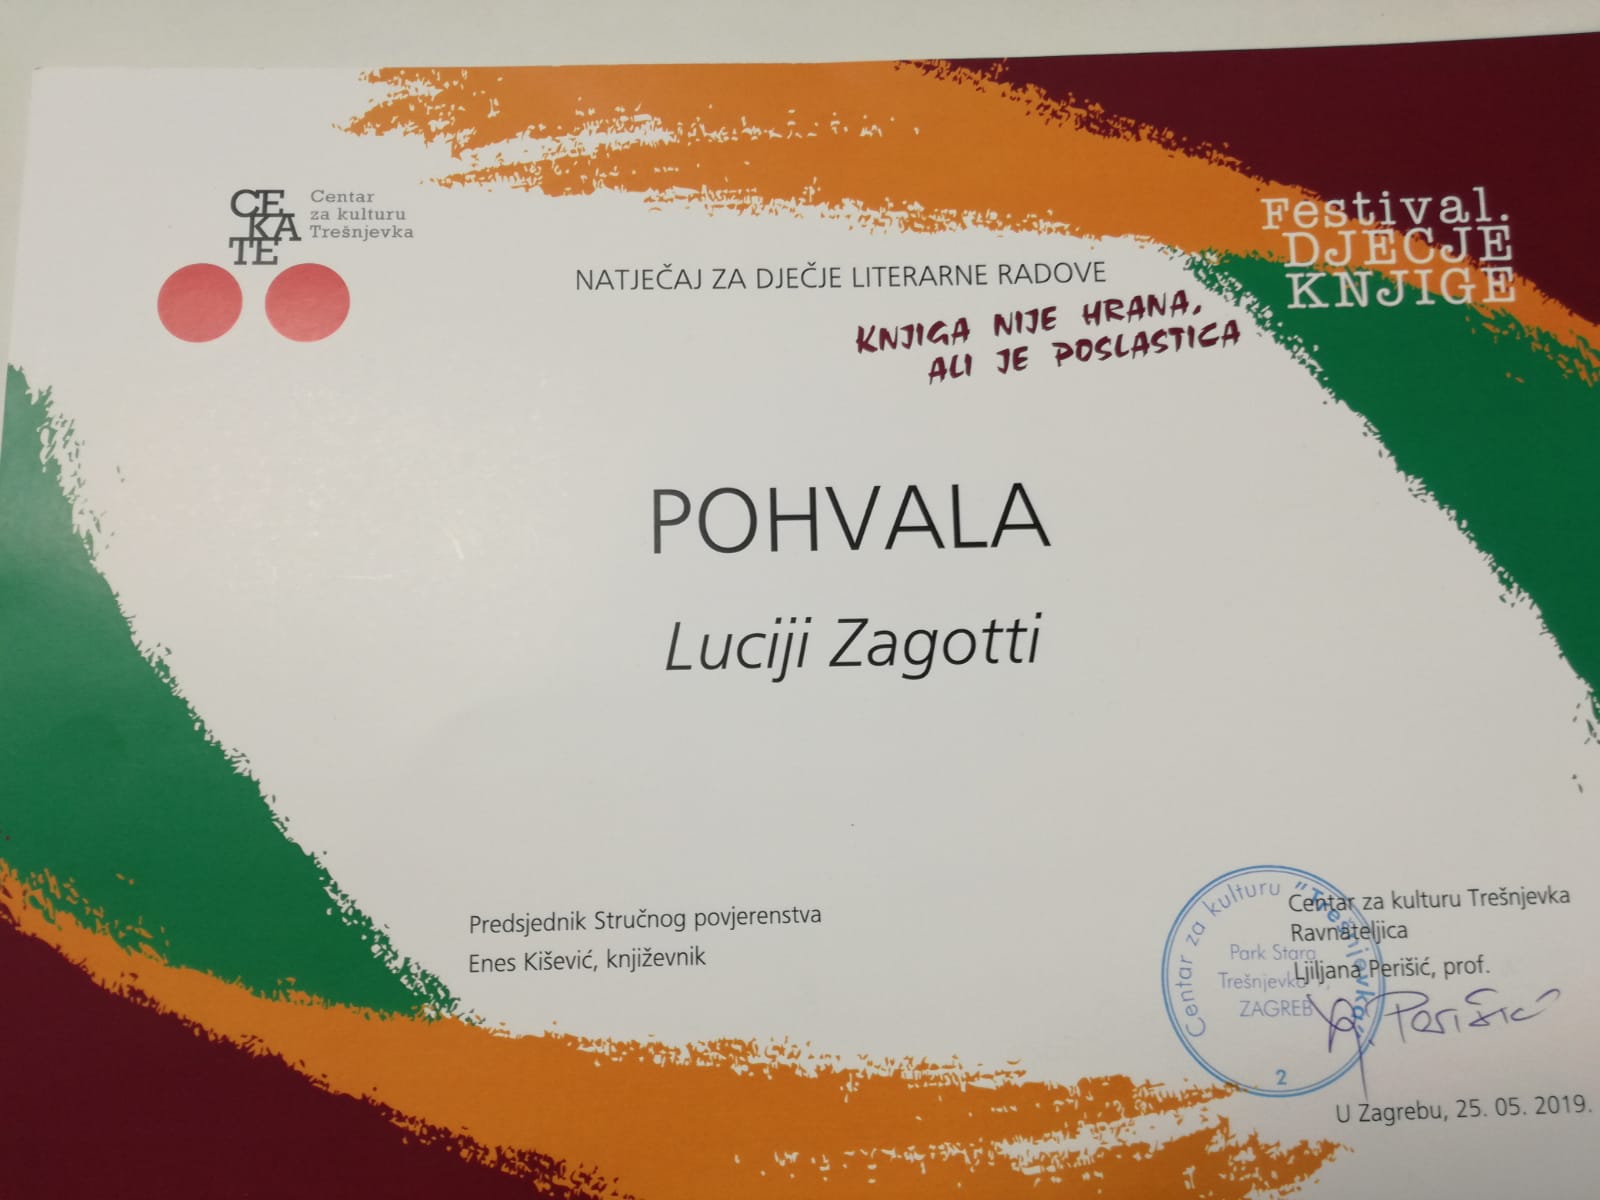 CE
KA
TE
Centar
za kulturu
Trešnjevka
Festival.
DJEČJE
KNJIGE
NATJEČAJ ZA DJEČJE LITERARNE RADOVE
KNJIGA NIJE HRANA,
ALI JE POSLASTICA
POHVALA
Luciji Zagotti
Predsjednik Stručnog povjerenstva
Enes Kišević, književnik
Centar za kulturu Trešnjevka
Ravnateljica
Ljiljana Perišić, prof.
Perišić
Centar za kulturu "Trešnjevka"
Park Stara
Trešnjevka
ZAGREB
2
U Zagrebu, 25. 05. 2019.